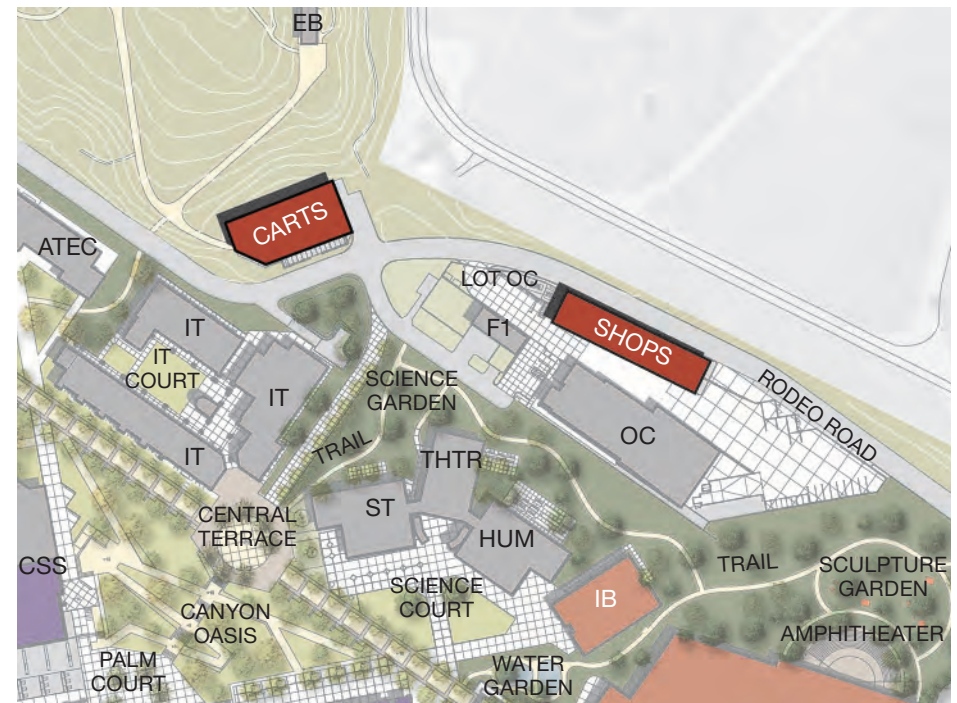 EB
CARTS
ATEC
LOT OC
IT
F1
SHOPS
IT
COURT
SCIENCE
GARDEN
RODEO ROAD
IT
TRAIL
OC
IT
THTR
ST
CENTRAL
TERRACE
HUM
CSS
TRAIL
SCULPTURE
GARDEN
SCIENCE
COURT
IB
CANYON
OASIS
AMPHITHEATER
PALM
COURT
WATER
GARDEN